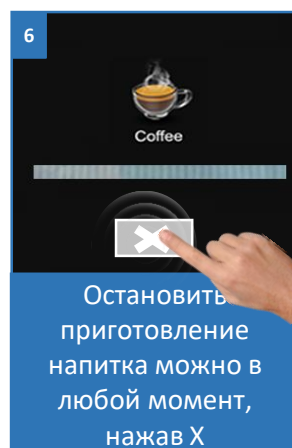 6
Coffee
Остановить
приготовление
напитка можно в
любой момент,
нажав X